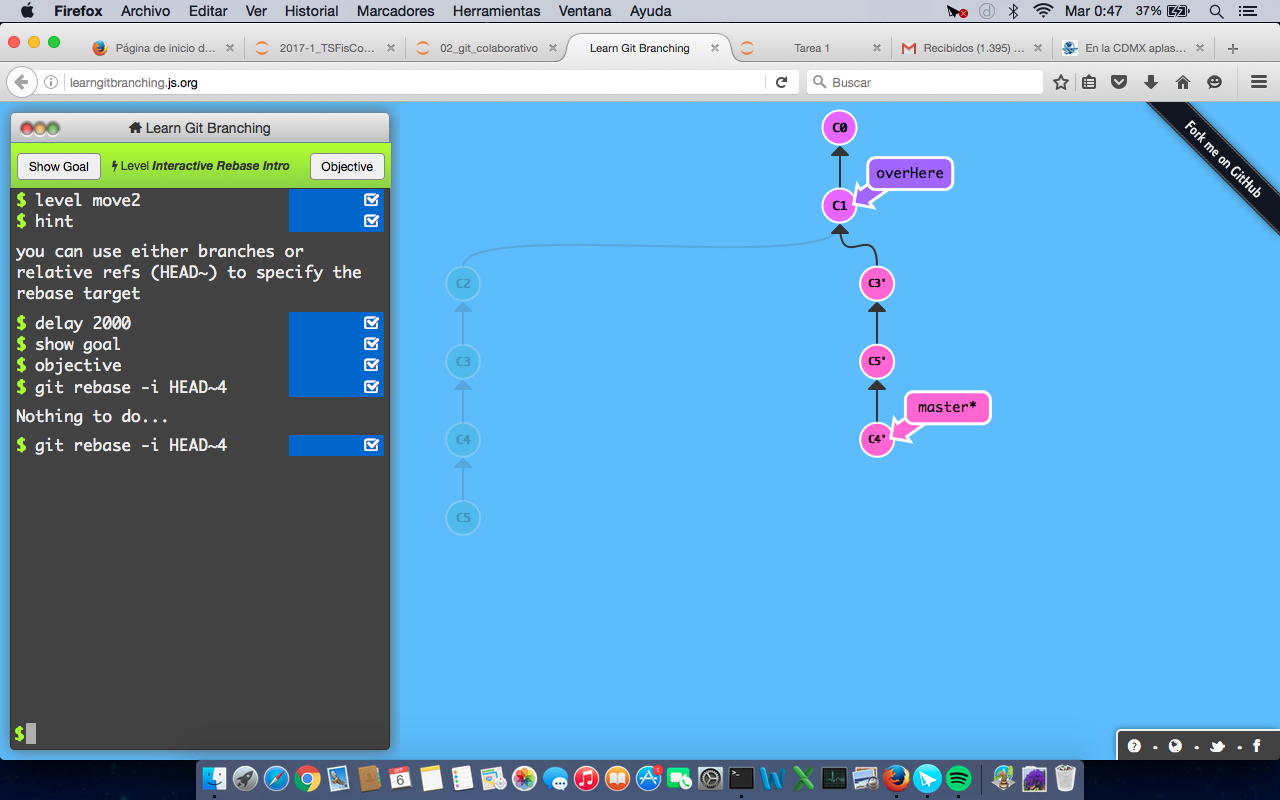 Firefox Archivo Editar Ver Historial Marcadores Herramientas Ventana Ayuda Mar 0:47 37%
Página de inicio d... 2017-1_TSFisCo... 02_git_colaborativo Learn Git Branching Tarea 1 Recibidos (1.395) ... En la CDMX aplas...
learngitbranching.js.org Buscar
Learn Git Branching
Show Goal Level Interactive Rebase Intro Objective
$ level move2
$ hint
you can use either branches or
relative refs (HEAD~) to specify the
rebase target
$ delay 2000
$ show goal
$ objective
$ git rebase -i HEAD~4
Nothing to do...
$ git rebase -i HEAD~4
$
C0
overHere
C1
C2
C3'
C3
C5'
master*
C4
C4'
C5
Fork me on GitHub
SEP
6
1